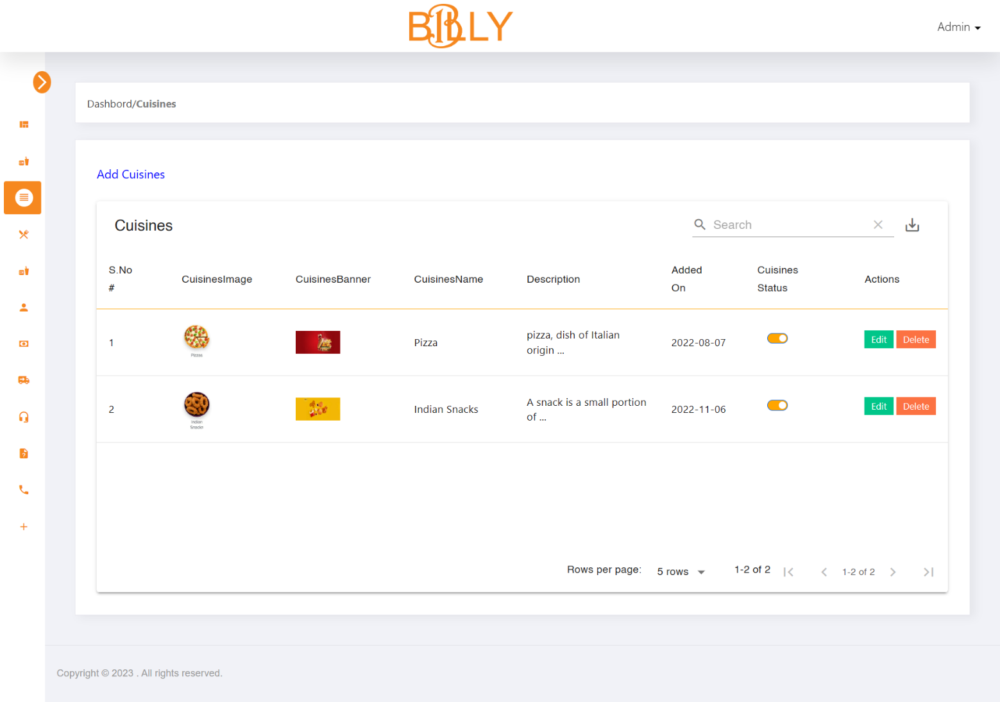 BILLY
Admin
Dashbord/Cuisines
Add Cuisines
Cuisines
Search
S.No # CuisinesImage CuisinesBanner CuisinesName Description Added On Cuisines Status Actions
1 Pizza pizza, dish of Italian origin ... 2022-08-07 Edit Delete
Pizzas
2 Indian Snacks A snack is a small portion of ... 2022-11-06 Edit Delete
Indian Snacks
Rows per page: 5 rows 1-2 of 2 1-2 of 2
Copyright © 2023 . All rights reserved.